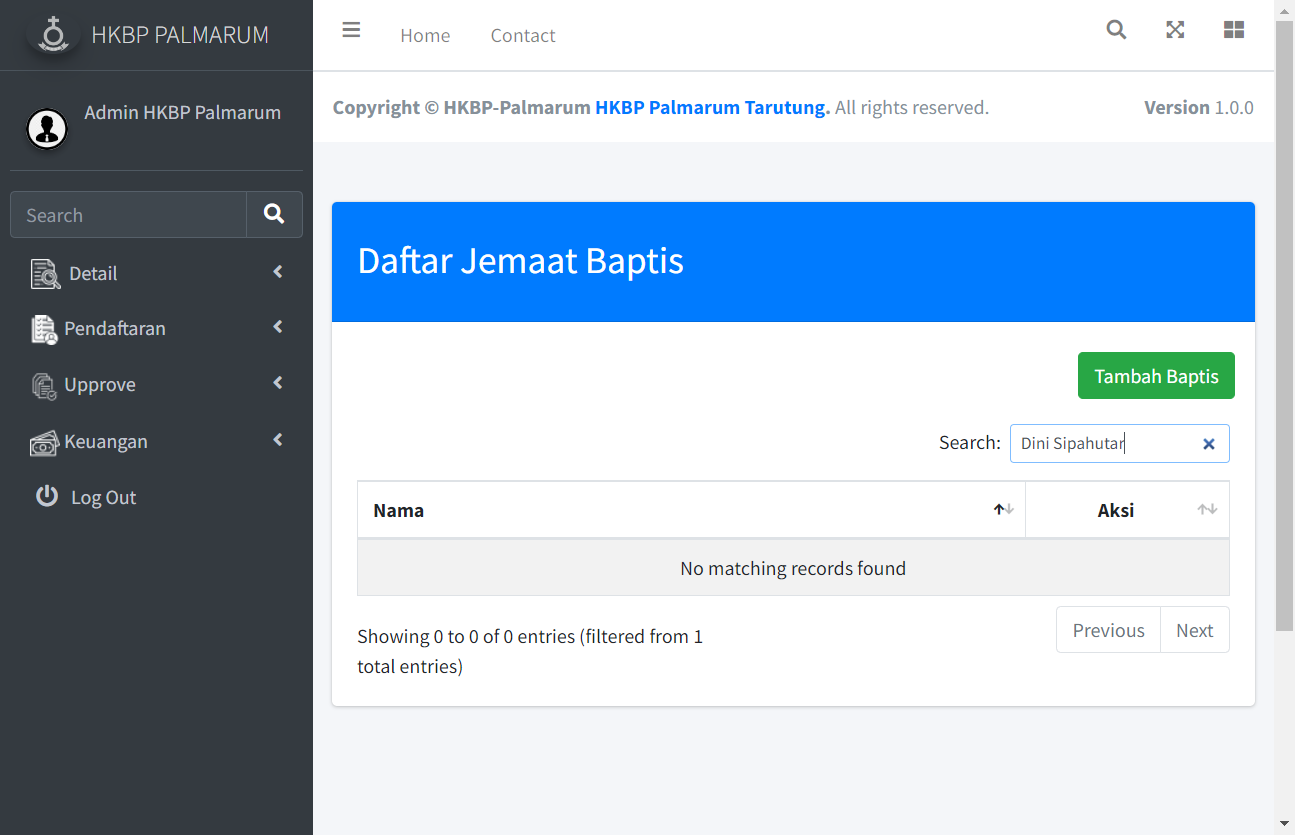 HKBP PALMARUM
Home Contact
Admin HKBP Palmarum
Search
Detail
Pendaftaran
Upprove
Keuangan
Log Out
Copyright © HKBP-Palmarum HKBP Palmarum Tarutung. All rights reserved. Version 1.0.0
Daftar Jemaat Baptis
Tambah Baptis
Search: Dini Sipahutar
Nama Aksi
No matching records found
Showing 0 to 0 of 0 entries (filtered from 1
total entries)
Previous Next